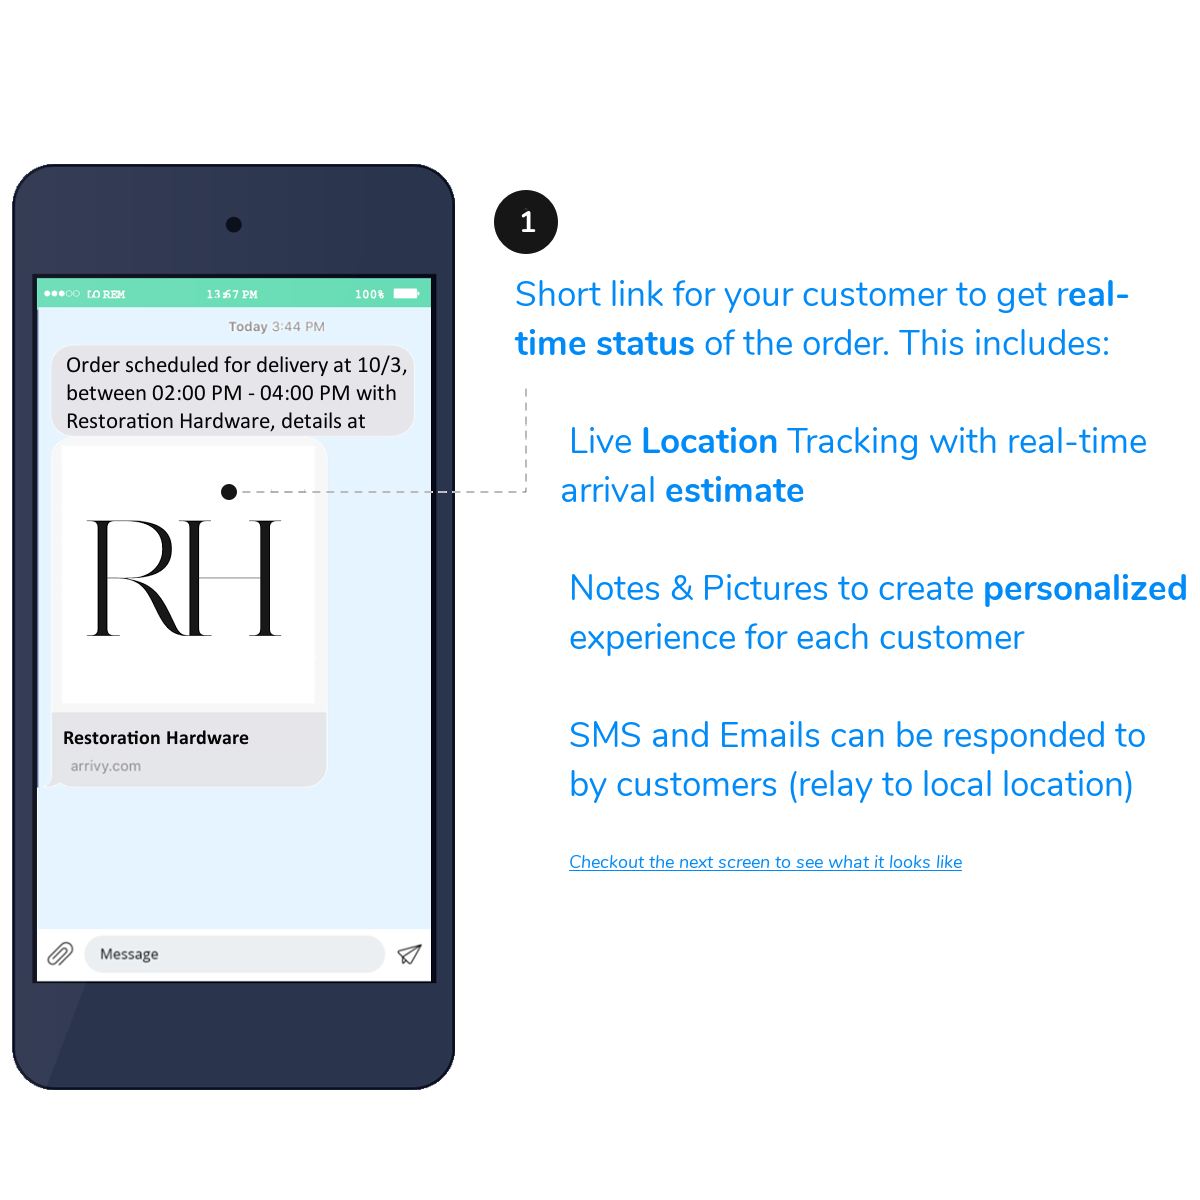 LOREM 13:57 PM 100%
Today 3:44 PM
Order scheduled for delivery at 10/3,
between 02:00 PM - 04:00 PM with
Restoration Hardware, details at
RH
Restoration Hardware
arrivy.com
Message
1
Short link for your customer to get real-
time status of the order. This includes:
Live Location Tracking with real-time
arrival estimate
Notes & Pictures to create personalized
experience for each customer
SMS and Emails can be responded to
by customers (relay to local location)
Checkout the next screen to see what it looks like